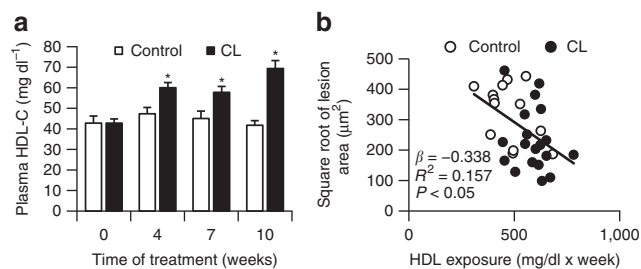 a
Control CL
Plasma HDL-C (mg dl−1)
80
70
60
50
40
30
20
10
0
* * *
0 4 7 10
Time of treatment (weeks)
b
Control CL
Square root of lesion
area (μm2)
500
400
300
200
100
0
β = −0.338
R2 = 0.157
P < 0.05
0 500 1,000
HDL exposure (mg/dl x week)